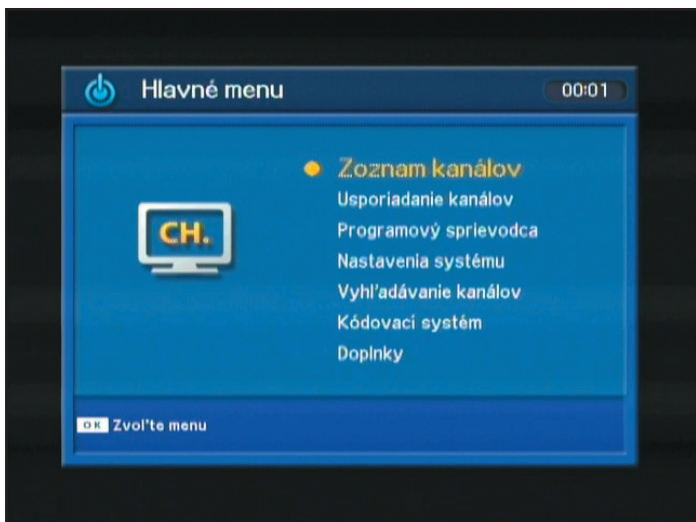 Hlavné menu
00:01
Zoznam kanálov
Usporiadanie kanálov
Programový sprievodca
Nastavenia systému
Vyhľadávanie kanálov
Kódovací systém
Doplnky
CH.
OK Zvoľte menu